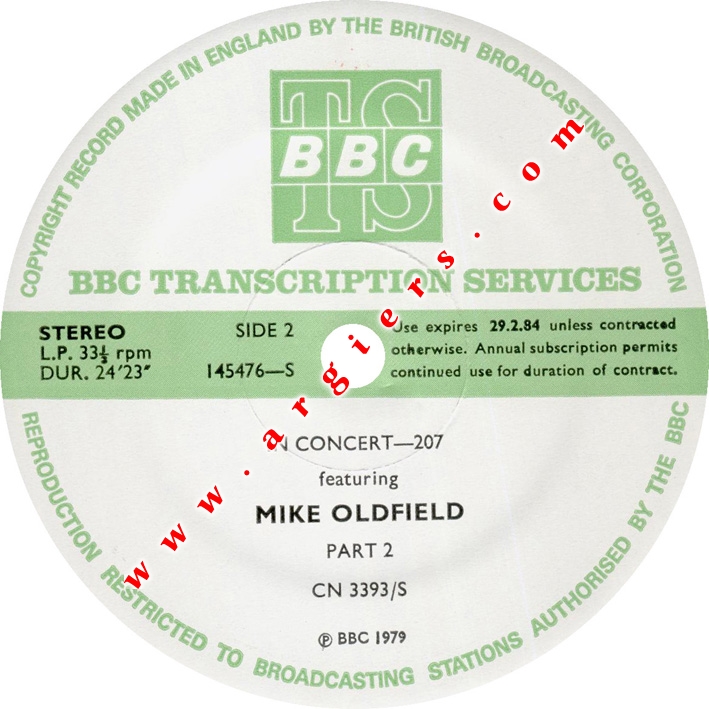 COPYRIGHT RECORD MADE IN ENGLAND BY THE BRITISH BROADCASTING CORPORATION
TS
BBC
BBC TRANSCRIPTION SERVICES
STEREO
L.P. 33⅓ rpm
DUR. 24'23"
SIDE 2
145476—S
Use expires 29.2.84 unless contracted
otherwise. Annual subscription permits
continued use for duration of contract.
IN CONCERT—207
featuring
MIKE OLDFIELD
PART 2
CN 3393/S
℗ BBC 1979
REPRODUCTION RESTRICTED TO BROADCASTING STATIONS AUTHORISED BY THE BBC
www.argiers.com